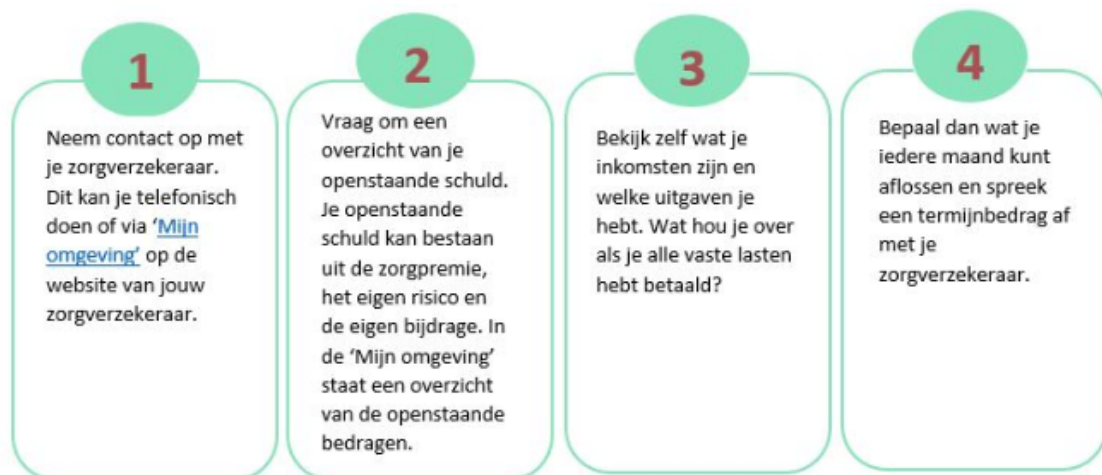 1
Neem contact op met
je zorgverzekeraar.
Dit kan je telefonisch
doen of via ‘Mijn
omgeving’ op de
website van jouw
zorgverzekeraar.
2
Vraag om een
overzicht van je
openstaande schuld.
Je openstaande
schuld kan bestaan
uit de zorgpremie,
het eigen risico en
de eigen bijdrage. In
de ‘Mijn omgeving’
staat een overzicht
van de openstaande
bedragen.
3
Bekijk zelf wat je
inkomsten zijn en
welke uitgaven je
hebt. Wat hou je over
als je alle vaste lasten
hebt betaald?
4
Bepaal dan wat je
iedere maand kunt
aflossen en spreek
een termijnbedrag af
met je
zorgverzekeraar.